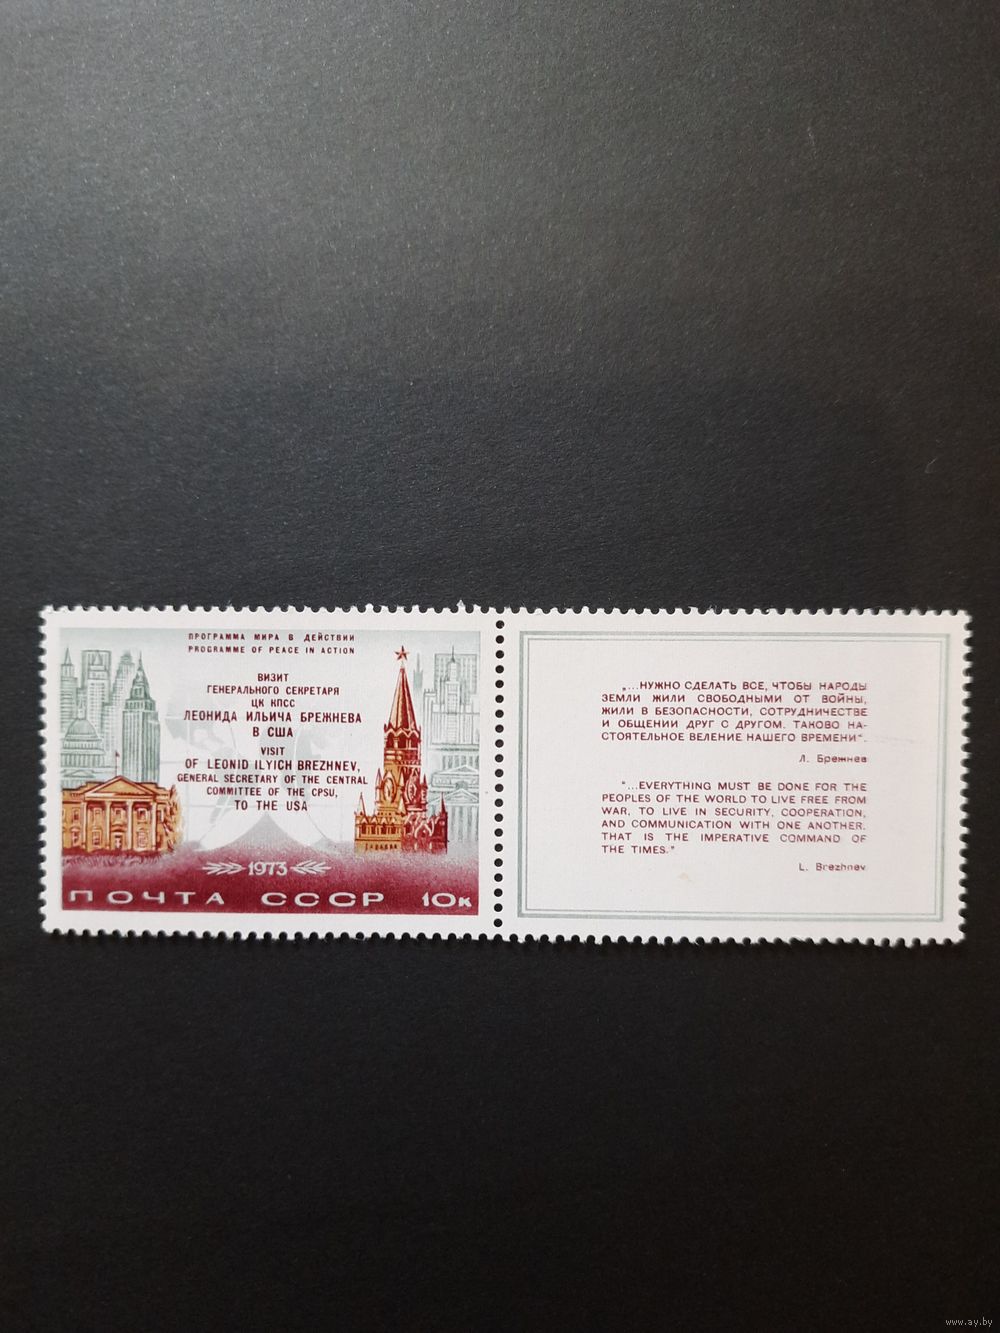 ПРОГРАММА МИРА В ДЕЙСТВИИ
PROGRAMME OF PEACE IN ACTION
ВИЗИТ
ГЕНЕРАЛЬНОГО СЕКРЕТАРЯ
ЦК КПСС
ЛЕОНИДА ИЛЬИЧА БРЕЖНЕВА
В США
VISIT
OF LEONID ILYICH BREZHNEV,
GENERAL SECRETARY OF THE CENTRAL
COMMITTEE OF THE CPSU,
TO THE USA
1973
ПОЧТА СССР 10к
„...НУЖНО СДЕЛАТЬ ВСЕ, ЧТОБЫ НАРОДЫ
ЗЕМЛИ ЖИЛИ СВОБОДНЫМИ ОТ ВОЙНЫ,
ЖИЛИ В БЕЗОПАСНОСТИ, СОТРУДНИЧЕСТВЕ
И ОБЩЕНИИ ДРУГ С ДРУГОМ. ТАКОВО НА-
СТОЯТЕЛЬНОЕ ВЕЛЕНИЕ НАШЕГО ВРЕМЕНИ“.
Л. Брежнев
"...EVERYTHING MUST BE DONE FOR THE
PEOPLES OF THE WORLD TO LIVE FREE FROM
WAR, TO LIVE IN SECURITY, COOPERATION,
AND COMMUNICATION WITH ONE ANOTHER.
THAT IS THE IMPERATIVE COMMAND OF
THE TIMES."
L. Brezhnev
www.ay.by